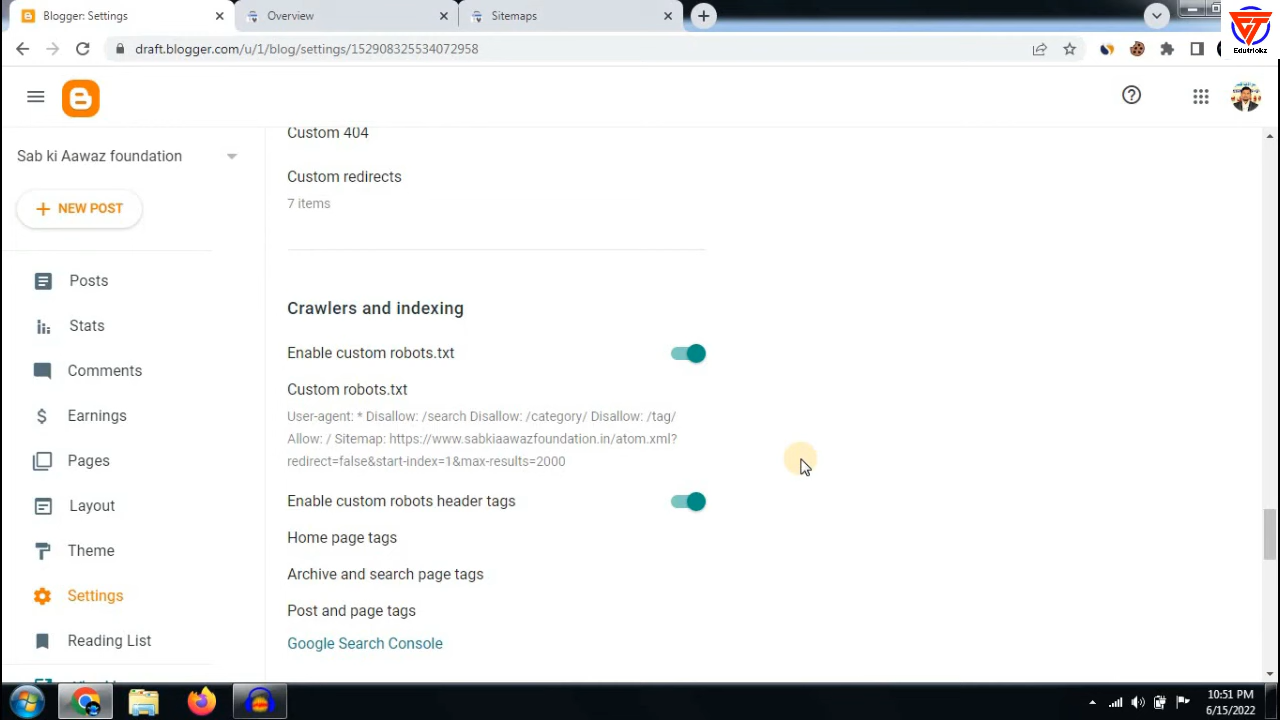 Blogger: Settings
Overview
Sitemaps
Edutrickz
draft.blogger.com/u/1/blog/settings/152908325534072958
Sab ki Aawaz foundation
NEW POST
Posts
Stats
Comments
Earnings
Pages
Layout
Theme
Settings
Reading List
Custom 404
Custom redirects
7 items
Crawlers and indexing
Enable custom robots.txt
Custom robots.txt
User-agent: * Disallow: /search Disallow: /category/ Disallow: /tag/
Allow: / Sitemap: https://www.sabkiaawazfoundation.in/atom.xml?
redirect=false&start-index=1&max-results=2000
Enable custom robots header tags
Home page tags
Archive and search page tags
Post and page tags
Google Search Console
10:51 PM
6/15/2022